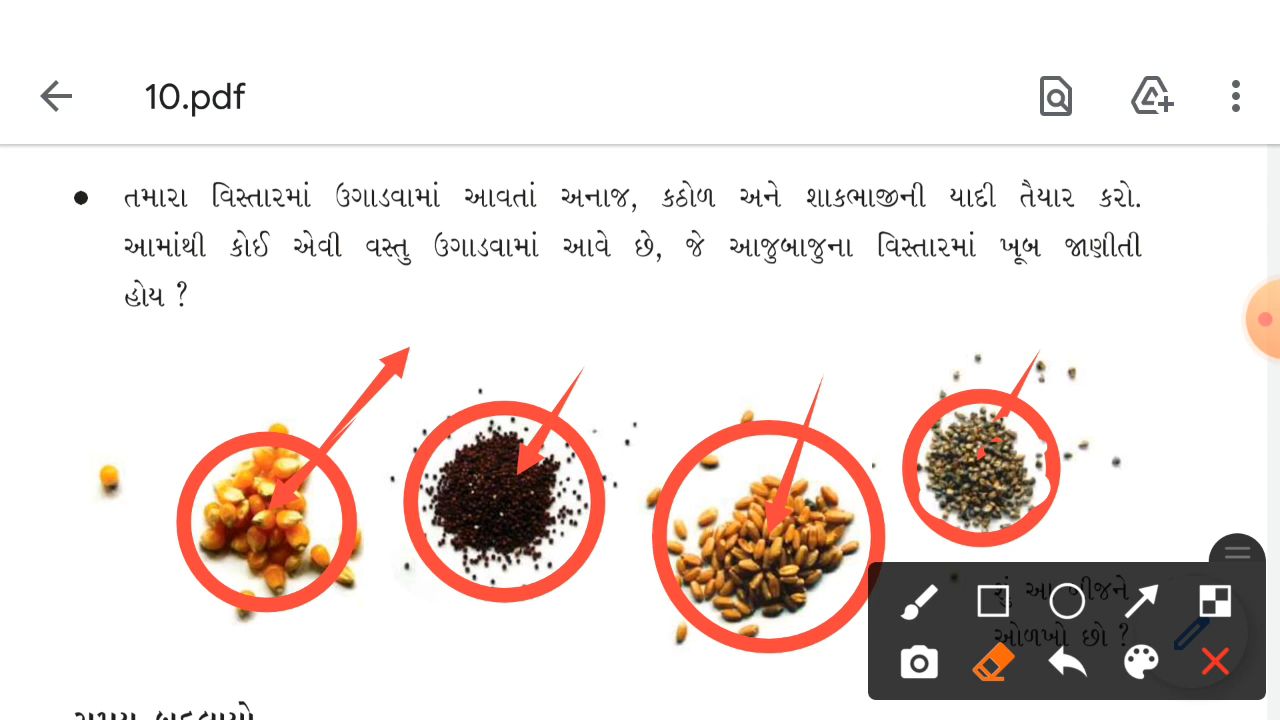 10.pdf
તમારા વિસ્તારમાં ઉગાડવામાં આવતાં અનાજ, કઠોળ અને શાકભાજીની યાદી તૈયાર કરો.
આમાંથી કોઈ એવી વસ્તુ ઉગાડવામાં આવે છે, જે આજુબાજુના વિસ્તારમાં ખૂબ જાણીતી
હોય ?
શું આ બીજને
ઓળખો છો ?